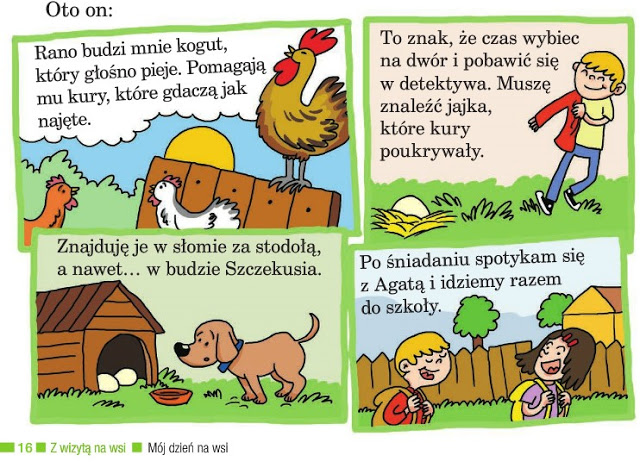 Oto on:
Rano budzi mnie kogut,
który głośno pieje. Pomagają
mu kury, które gdaczą jak
najęte.
To znak, że czas wybiec
na dwór i pobawić się
w detektywa. Muszę
znaleźć jajka,
które kury
poukrywały.
Znajduję je w słomie za stodołą,
a nawet... w budzie Szczekusia.
Po śniadaniu spotykam się
z Agatą i idziemy razem
do szkoły.
16 Z wizytą na wsi Mój dzień na wsi